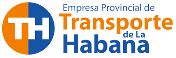 TH
Empresa Provincial de
Transporte
de La
Habana